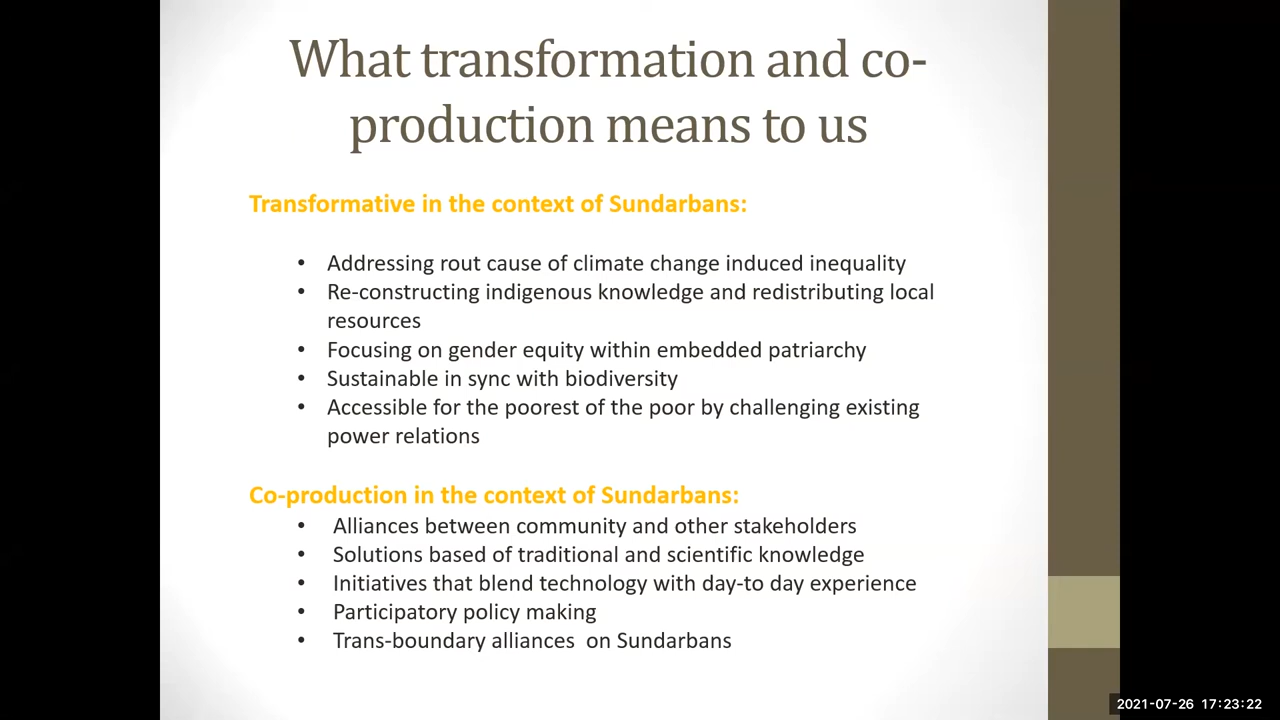 What transformation and co-
production means to us
Transformative in the context of Sundarbans:
• Addressing rout cause of climate change induced inequality
• Re-constructing indigenous knowledge and redistributing local
resources
• Focusing on gender equity within embedded patriarchy
• Sustainable in sync with biodiversity
• Accessible for the poorest of the poor by challenging existing
power relations
Co-production in the context of Sundarbans:
• Alliances between community and other stakeholders
• Solutions based of traditional and scientific knowledge
• Initiatives that blend technology with day-to day experience
• Participatory policy making
• Trans-boundary alliances  on Sundarbans
2021-07-26 17:23:22